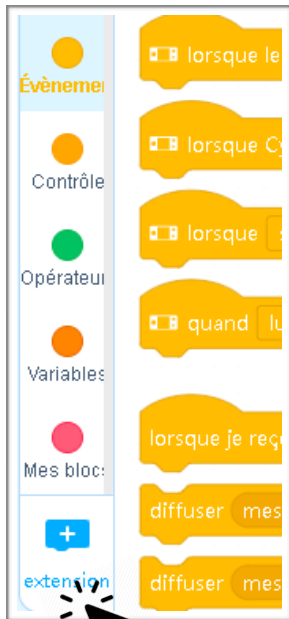 Évènemen
lorsque le
Contrôle
lorsque Cy
Opérateur
lorsque
Variables
quand lu
Mes blocs
lorsque je reç
diffuser mes
extension
diffuser mes